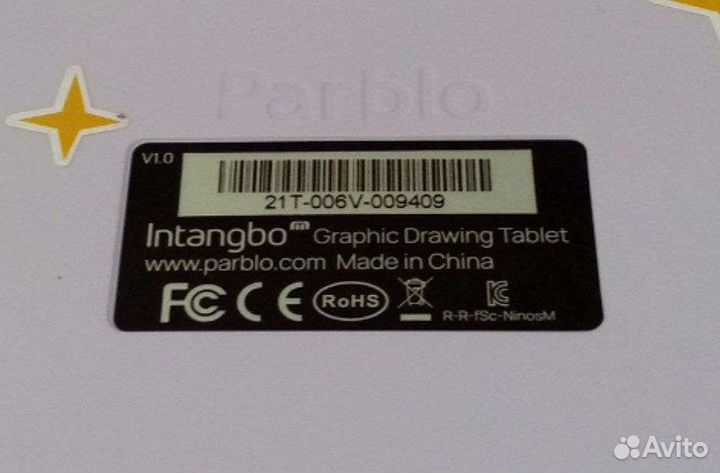 Parblo
V1.0
21T-006V-009409
Intangbo m Graphic Drawing Tablet
www.parblo.com Made in China
FC CE RoHS
R-R-fSc-NinosM
Avito